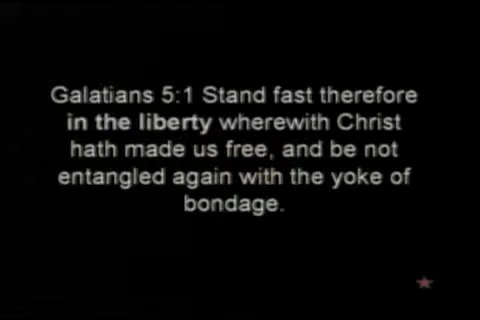 Galatians 5:1 Stand fast therefore
in the liberty wherewith Christ
hath made us free, and be not
entangled again with the yoke of
bondage.